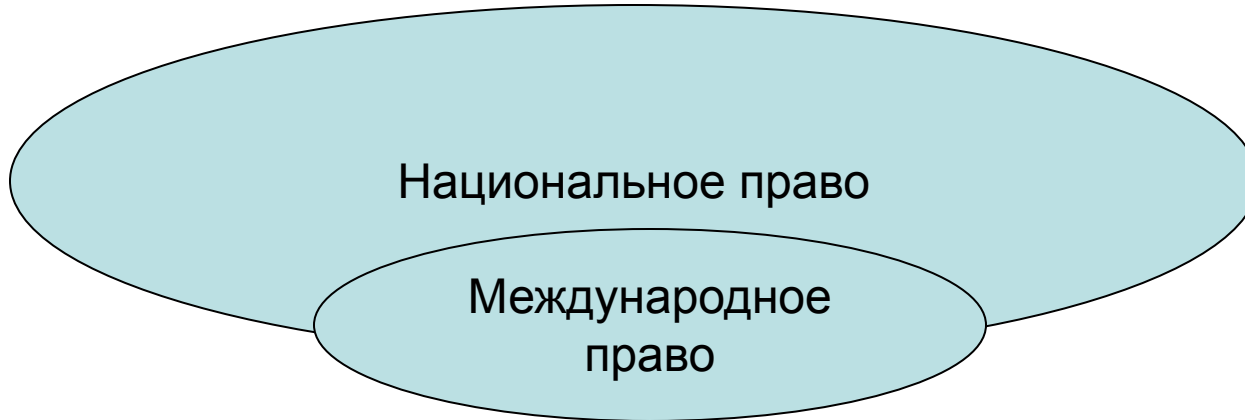 Национальное право
Международное
право